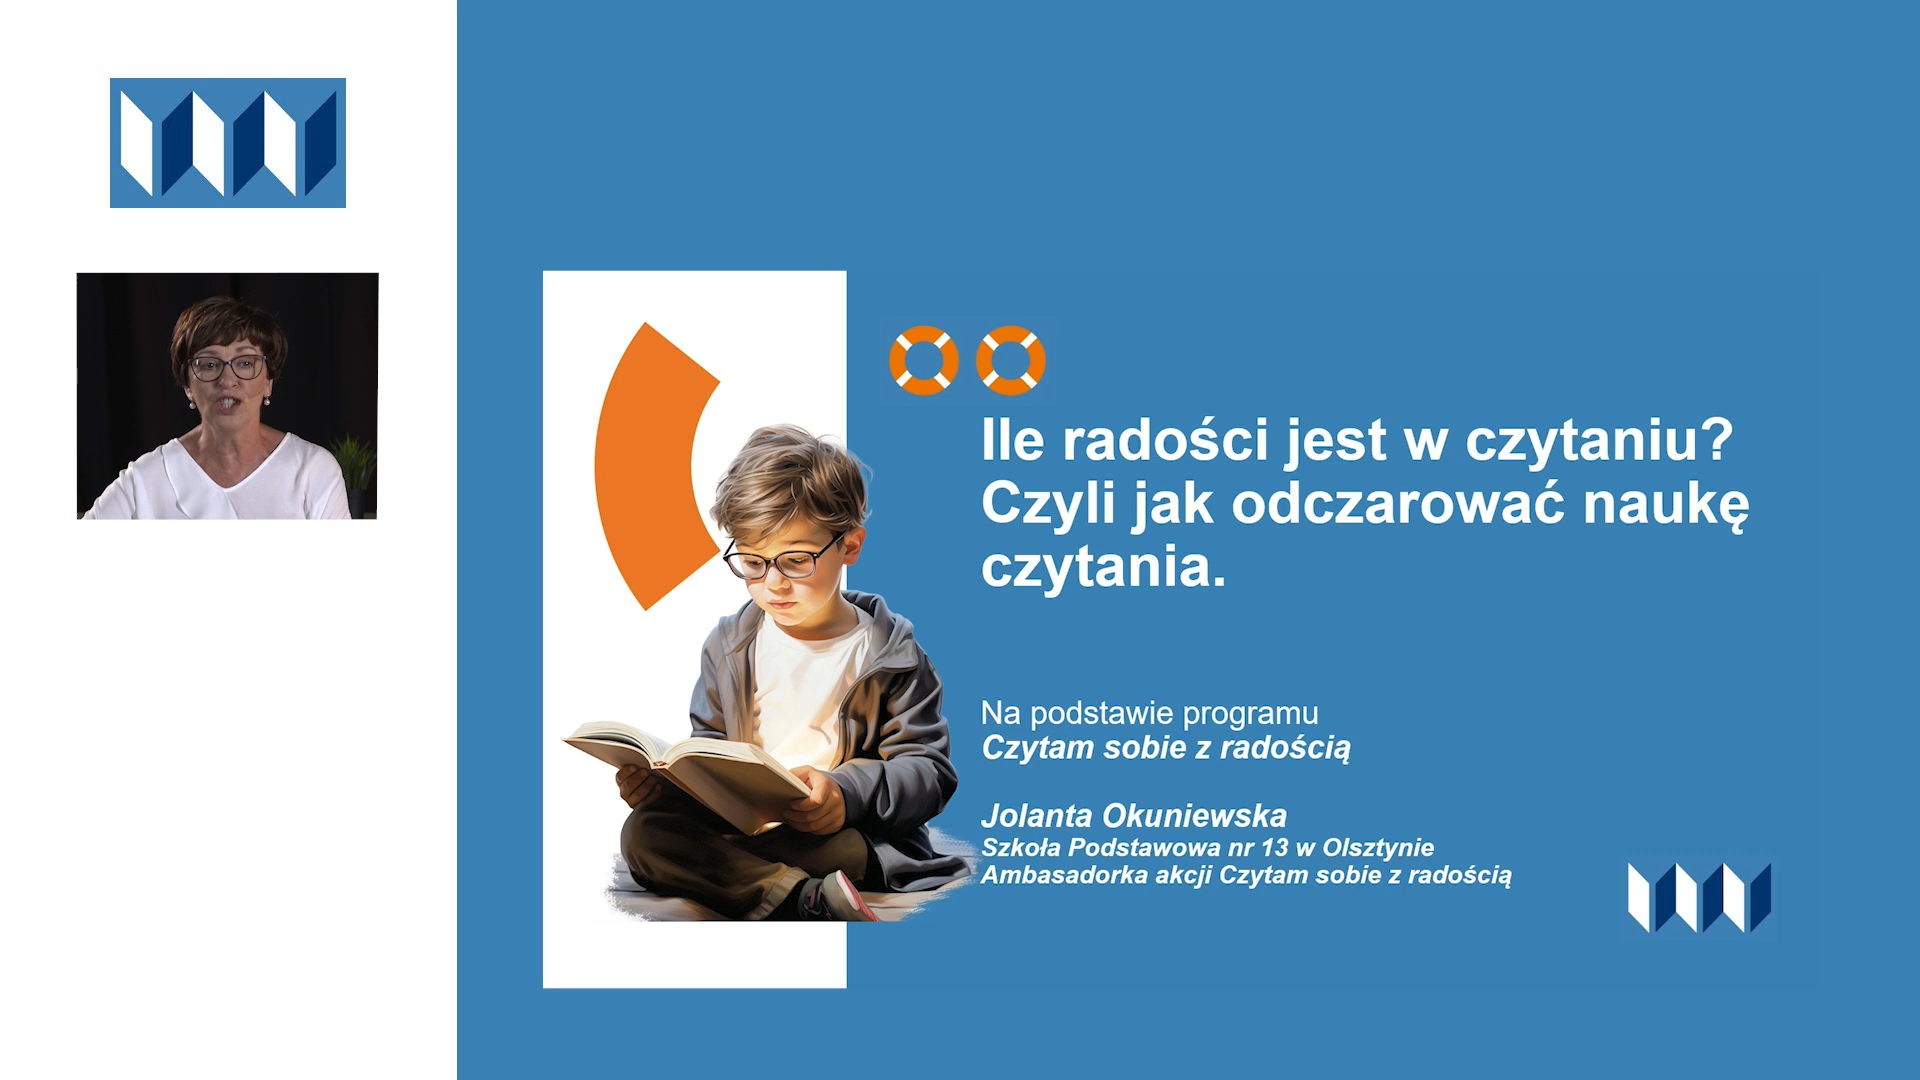 Ile radości jest w czytaniu?
Czyli jak odczarować naukę
czytania.
Na podstawie programu
Czytam sobie z radością
Jolanta Okuniewska
Szkoła Podstawowa nr 13 w Olsztynie
Ambasadorka akcji Czytam sobie z radością